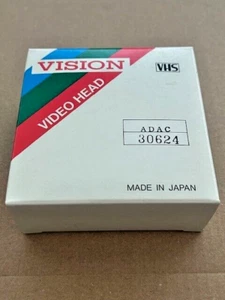 VISION
VHS
VIDEO HEAD
ADAC
30624
MADE IN JAPAN